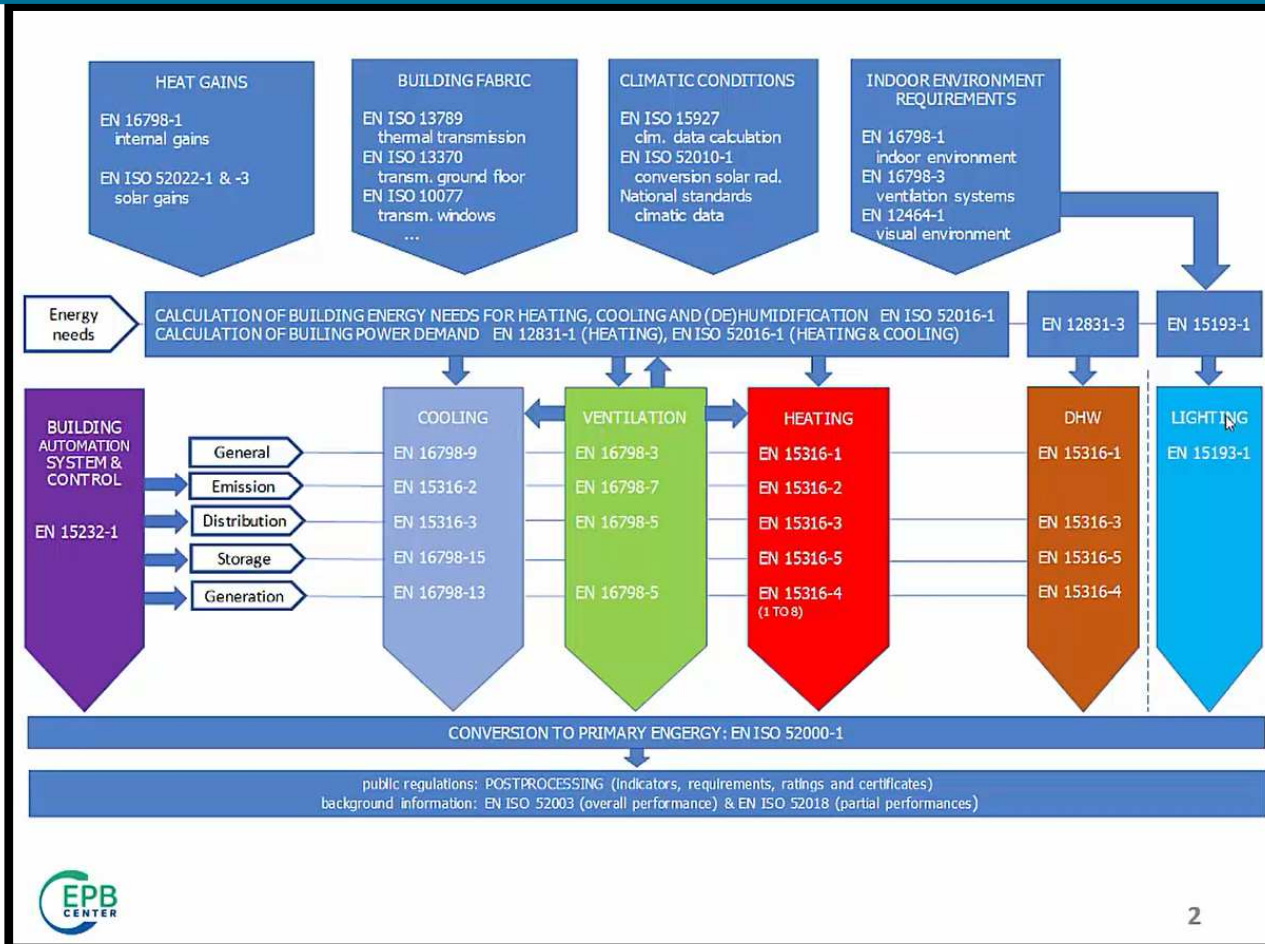 HEAT GAINS
EN 16798-1
internal gains
EN ISO 52022-1 & -3
solar gains
BUILDING FABRIC
EN ISO 13789
thermal transmission
EN ISO 13370
transm. ground floor
EN ISO 10077
transm. windows
...
CLIMATIC CONDITIONS
EN ISO 15927
clim. data calculation
EN ISO 52010-1
conversion solar rad.
National standards
climatic data
INDOOR ENVIRONMENT
REQUIREMENTS
EN 16798-1
indoor environment
EN 16798-3
ventilation systems
EN 12464-1
visual environment
Energy
needs
CALCULATION OF BUILDING ENERGY NEEDS FOR HEATING, COOLING AND (DE)HUMIDIFICATION EN ISO 52016-1
CALCULATION OF BUILING POWER DEMAND EN 12831-1 (HEATING), EN ISO 52016-1 (HEATING & COOLING)
EN 12831-3
EN 15193-1
BUILDING
AUTOMATION
SYSTEM &
CONTROL
EN 15232-1
General
Emission
Distribution
Storage
Generation
COOLING
EN 16798-9
EN 15316-2
EN 15316-3
EN 16798-15
EN 16798-13
VENTILATION
EN 16798-3
EN 16798-7
EN 16798-5
EN 16798-5
HEATING
EN 15316-1
EN 15316-2
EN 15316-3
EN 15316-5
EN 15316-4
(1 TO 8)
DHW
EN 15316-1
EN 15316-3
EN 15316-5
EN 15316-4
LIGHTING
EN 15193-1
CONVERSION TO PRIMARY ENGERGY: EN ISO 52000-1
public regulations: POSTPROCESSING (indicators, requirements, ratings and certificates)
background information: EN ISO 52003 (overall performance) & EN ISO 52018 (partial performances)
EPB
CENTER
2